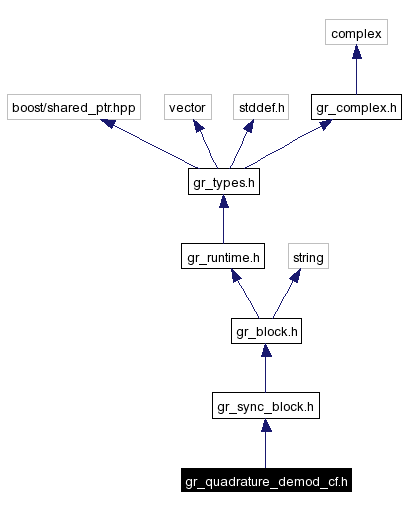 complex
boost/shared_ptr.hpp
vector
stddef.h
gr_complex.h
gr_types.h
gr_runtime.h
string
gr_block.h
gr_sync_block.h
gr_quadrature_demod_cf.h